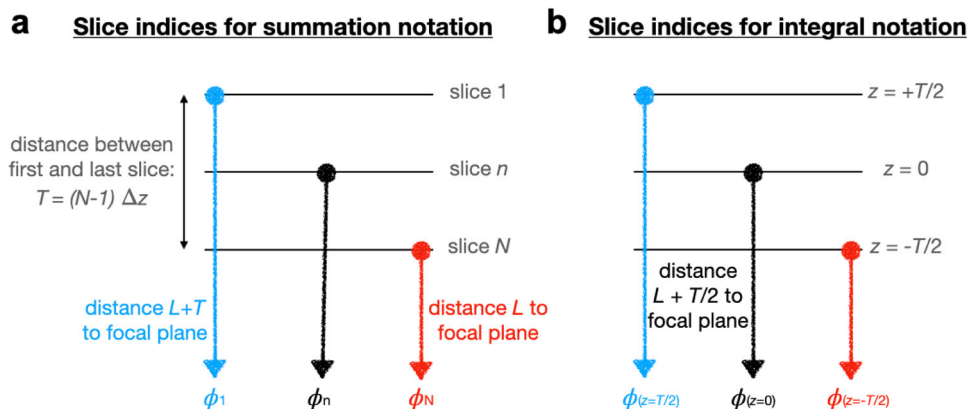 a Slice indices for summation notation
slice 1
distance between
first and last slice:
T = (N-1) Δz
slice n
slice N
distance L+T
to focal plane
distance L to
focal plane
ϕ1
ϕn
ϕN
b Slice indices for integral notation
z = +T/2
z = 0
z = -T/2
distance
L + T/2 to
focal plane
ϕ(z=T/2)
ϕ(z=0)
ϕ(z=-T/2)